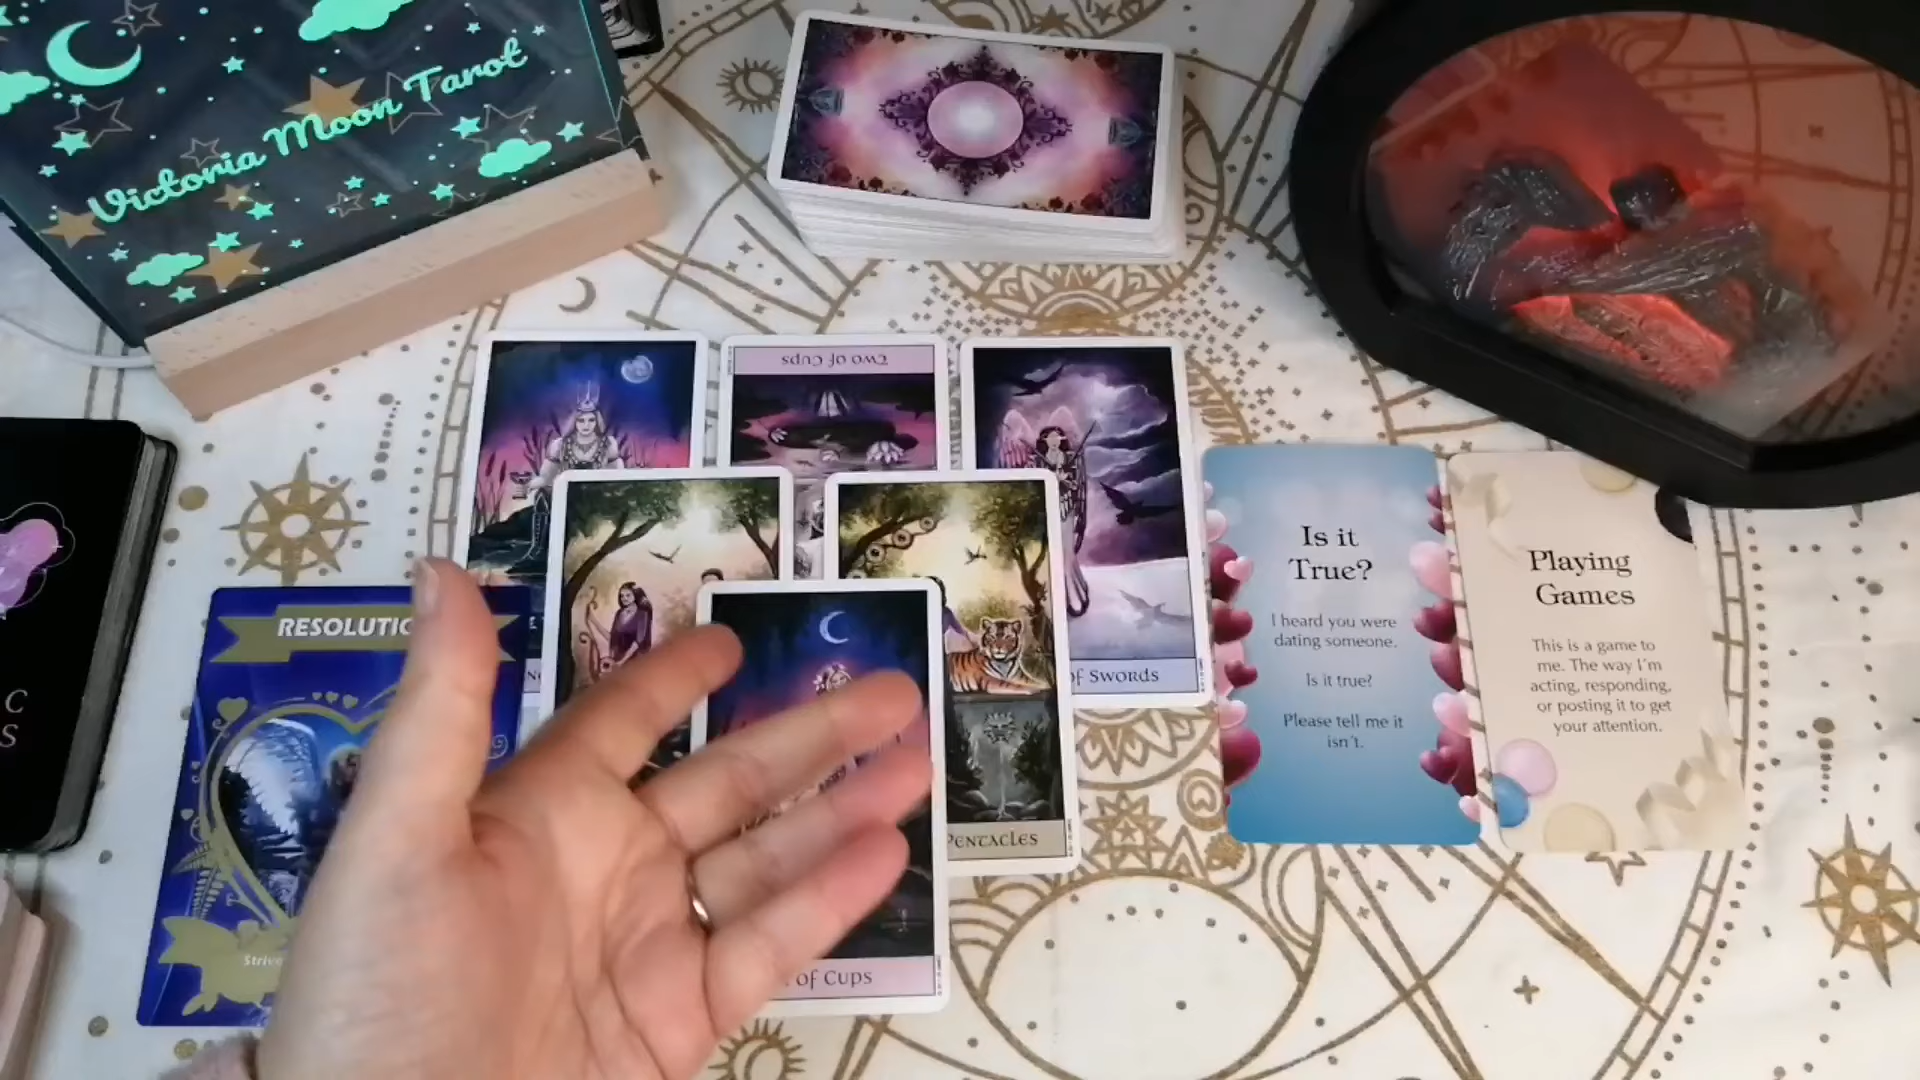 Victoria Moon Tarot
Two of Cups
RESOLUTIO
Is it
True?
I heard you were
dating someone.
Is it true?
Please tell me it
isn't.
Playing
Games
This is a game to
me. The way I'm
acting, responding,
or posting it to get
your attention.
of Swords
Pentacles
of Cups
C
S
Strive